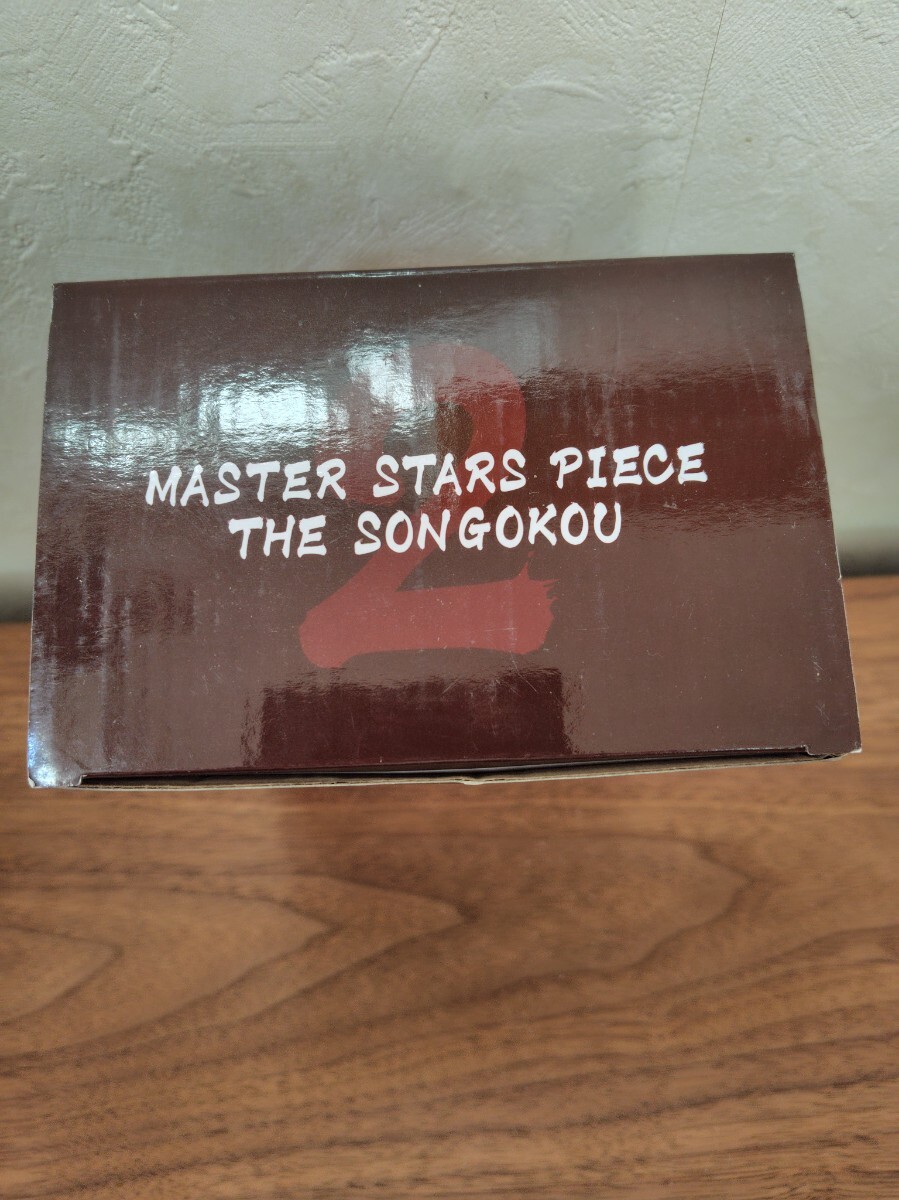 2
MASTER STARS PIECE
THE SONGOKOU